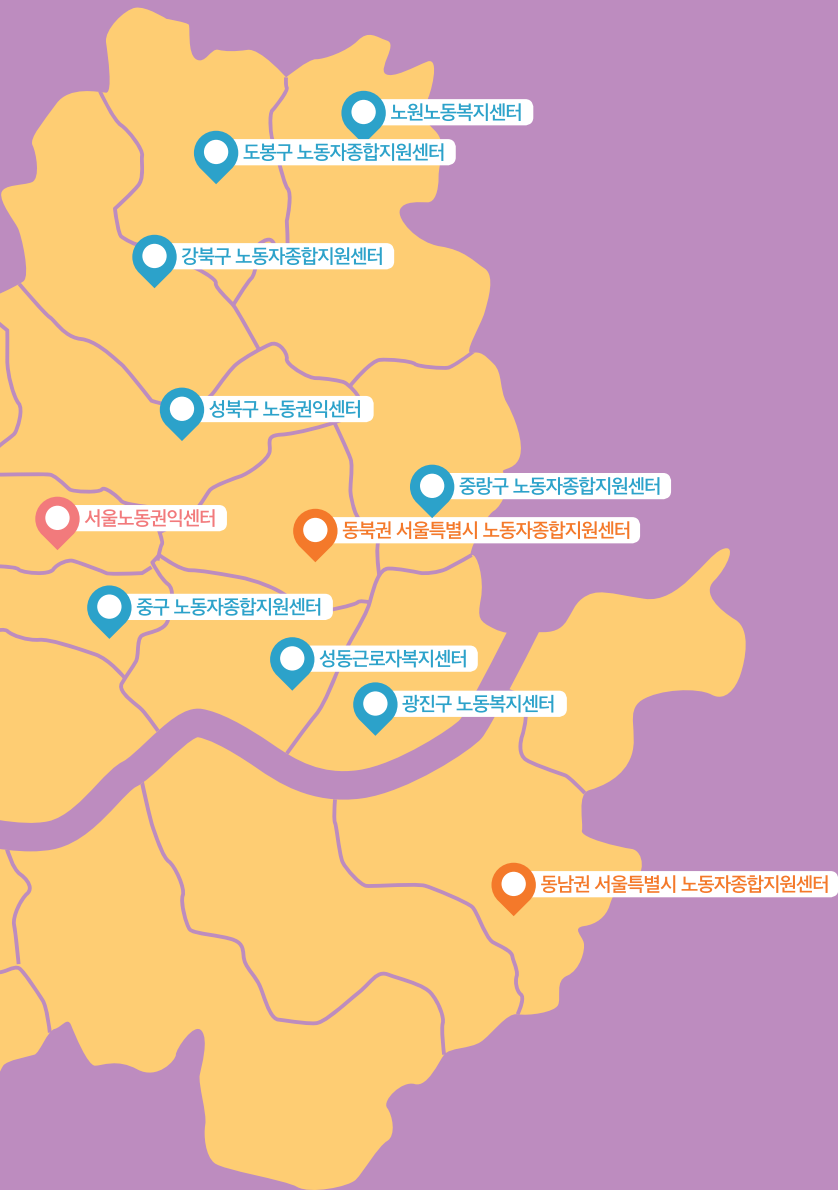 노원노동복지센터
도봉구 노동자종합지원센터
강북구 노동자종합지원센터
성북구 노동권익센터
중랑구 노동자종합지원센터
서울노동권익센터
동북권 서울특별시 노동자종합지원센터
중구 노동자종합지원센터
성동근로자복지센터
광진구 노동복지센터
동남권 서울특별시 노동자종합지원센터